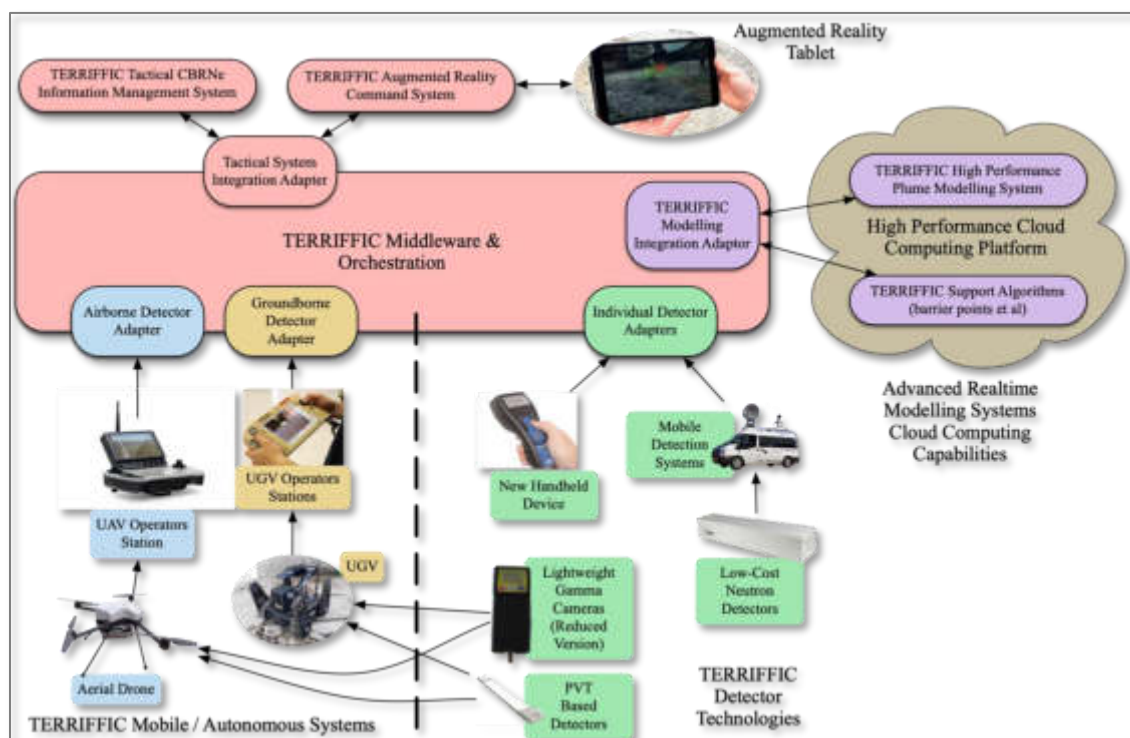 Augmented Reality
Tablet
TERRIFFIC Tactical CBRNe
Information Management System
TERRIFFIC Augmented Reality
Command System
Tactical System
Integration Adapter
TERRIFFIC High Performance
Plume Modelling System
TERRIFFIC
Modelling
Integration Adaptor
High Performance Cloud
Computing Platform
TERRIFFIC Middleware &
Orchestration
TERRIFFIC Support Algorithms
(barrier points et al)
Airborne Detector
Adapter
Groundborne
Detector
Adapter
Individual Detector
Adapters
Advanced Realtime
Modelling Systems
Cloud Computing
Capabilities
Mobile
Detection
Systems
UGV Operators
Stations
New Handheld
Device
UAV Operators
Station
UGV
Lightweight
Gamma
Cameras
(Reduced
Version)
Low-Cost
Neutron
Detectors
Aerial Drone
PVT
Based
Detectors
TERRIFFIC
Detector
Technologies
TERRIFFIC Mobile / Autonomous Systems